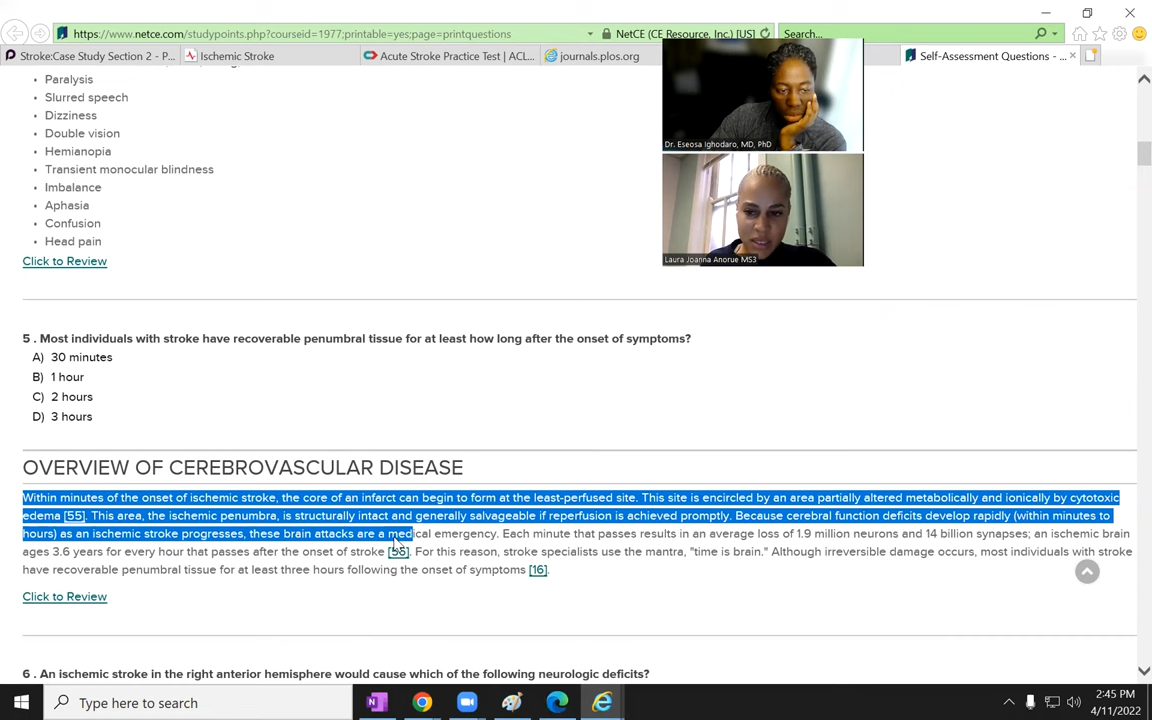 https://www.netce.com/studypoints.php?courseid=1977;printable=yes;page=printquestions
NetCE (CE Resource, Inc.) [US]
Search...
Stroke:Case Study Section 2 - P...
Ischemic Stroke
Acute Stroke Practice Test | ACL...
journals.plos.org
Self-Assessment Questions - ...
• Paralysis
• Slurred speech
• Dizziness
• Double vision
• Hemianopia
• Transient monocular blindness
• Imbalance
• Aphasia
• Confusion
• Head pain
Click to Review
Dr. Eseosa Ighodaro, MD, PhD
Laura Joanna Anorue MS3
5 . Most individuals with stroke have recoverable penumbral tissue for at least how long after the onset of symptoms?
A) 30 minutes
B) 1 hour
C) 2 hours
D) 3 hours
OVERVIEW OF CEREBROVASCULAR DISEASE
Within minutes of the onset of ischemic stroke, the core of an infarct can begin to form at the least-perfused site. This site is encircled by an area partially altered metabolically and ionically by cytotoxic
edema [55]. This area, the ischemic penumbra, is structurally intact and generally salvageable if reperfusion is achieved promptly. Because cerebral function deficits develop rapidly (within minutes to
hours) as an ischemic stroke progresses, these brain attacks are a medical emergency. Each minute that passes results in an average loss of 1.9 million neurons and 14 billion synapses; an ischemic brain
ages 3.6 years for every hour that passes after the onset of stroke [56]. For this reason, stroke specialists use the mantra, "time is brain." Although irreversible damage occurs, most individuals with stroke
have recoverable penumbral tissue for at least three hours following the onset of symptoms [16].
Click to Review
6 . An ischemic stroke in the right anterior hemisphere would cause which of the following neurologic deficits?
Type here to search
2:45 PM
4/11/2022